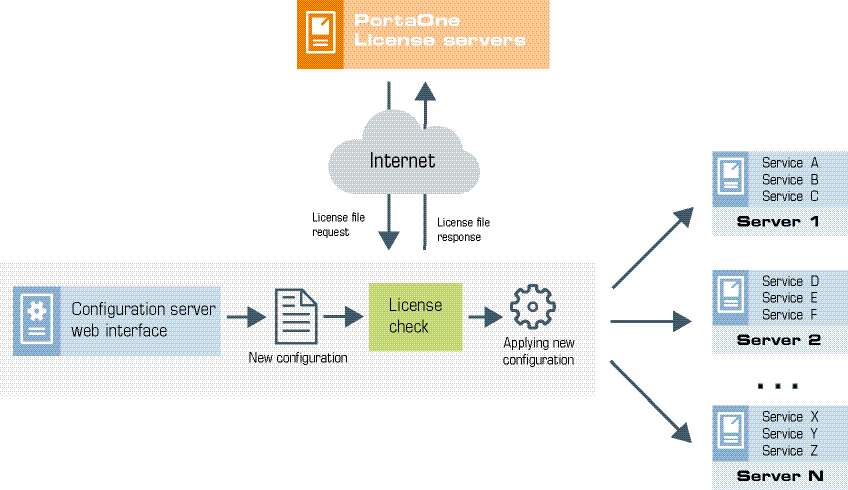 PortaOne
License servers
Internet
License file
request
License file
response
Configuration server
web interface
New configuration
License
check
Applying new
configuration
Service A
Service B
Service C
Server 1
Service D
Service E
Service F
Server 2
...
Service X
Service Y
Service Z
Server N